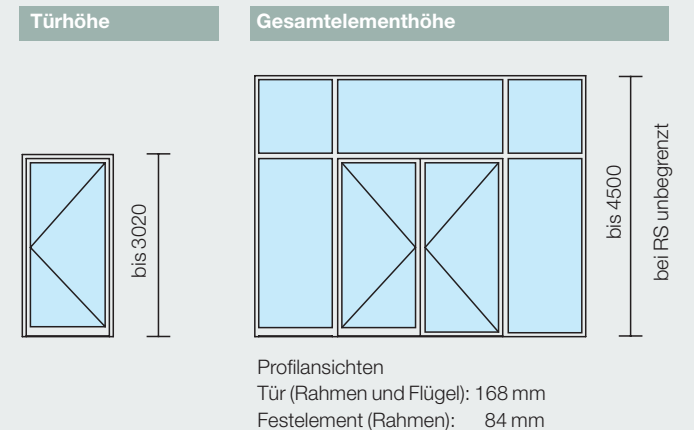 Türhöhe
Gesamtelementhöhe
bis 3020
bis 4500
bei RS unbegrenzt
Profilansichten
Tür (Rahmen und Flügel): 168 mm
Festelement (Rahmen): 84 mm